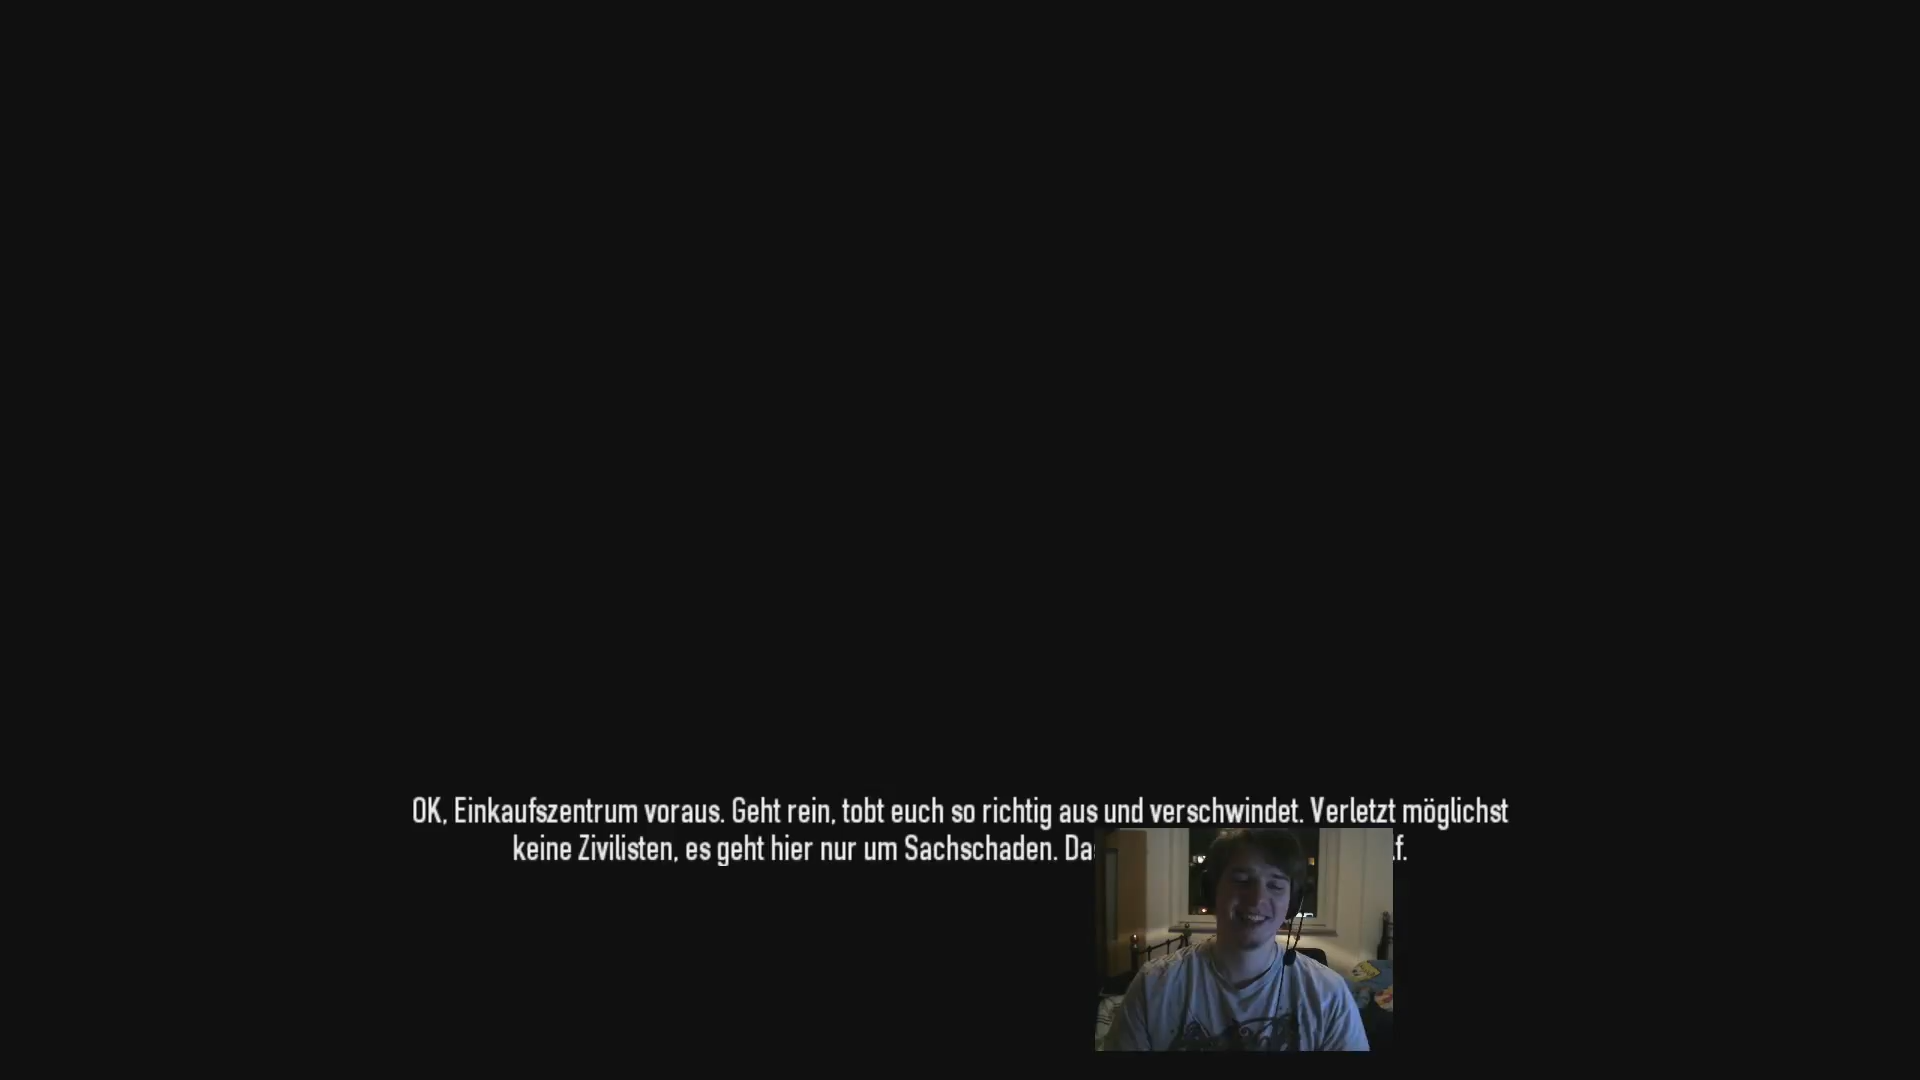 OK, Einkaufszentrum voraus. Geht rein, tobt euch so richtig aus und verschwindet. Verletzt möglichst
keine Zivilisten, es geht hier nur um Sachschaden.